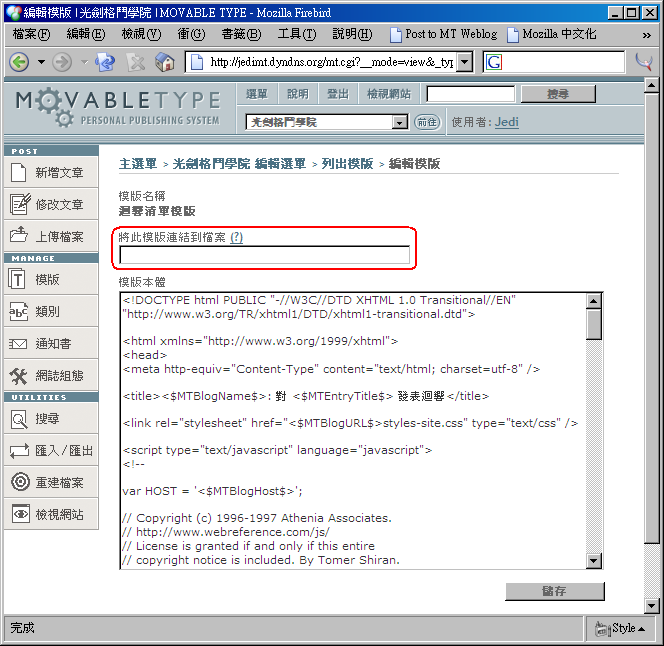 編輯模版 | 光劍格鬥學院 | MOVABLE TYPE - Mozilla Firebird
檔案(F) 編輯(E) 檢視(V) 衝(G) 書籤(B) 工具(T) 說明(H) Post to MT Weblog Mozilla 中文化 »
http://jedimt.dyndns.org/mt.cgi?__mode=view&_typ G
MOVABLETYPE
PERSONAL PUBLISHING SYSTEM
選單 說明 登出 檢視網站 搜尋
光劍格鬥學院 前往 使用者: Jedi
POST
新增文章
修改文章
上傳檔案
MANAGE
T 模版
abc 類別
通知書
網誌組態
UTILITIES
搜尋
匯入/匯出
重建檔案
檢視網站
主選單 > 光劍格鬥學院 編輯選單 > 列出模版 > 編輯模版
模版名稱
迴響清單模版
將此模版連結到檔案 (?)
模版本體
<!DOCTYPE html PUBLIC "-//W3C//DTD XHTML 1.0 Transitional//EN"
"http://www.w3.org/TR/xhtml1/DTD/xhtml1-transitional.dtd">
<html xmlns="http://www.w3.org/1999/xhtml">
<head>
<meta http-equiv="Content-Type" content="text/html; charset=utf-8" />
<title><$MTBlogName$>: 對 <$MTEntryTitle$> 發表迴響</title>
<link rel="stylesheet" href="<$MTBlogURL$>styles-site.css" type="text/css" />
<script type="text/javascript" language="javascript">
<!--
var HOST = '<$MTBlogHost$>';
// Copyright (c) 1996-1997 Athenia Associates.
// http://www.webreference.com/js/
// License is granted if and only if this entire
// copyright notice is included. By Tomer Shiran.
儲存
完成 Style